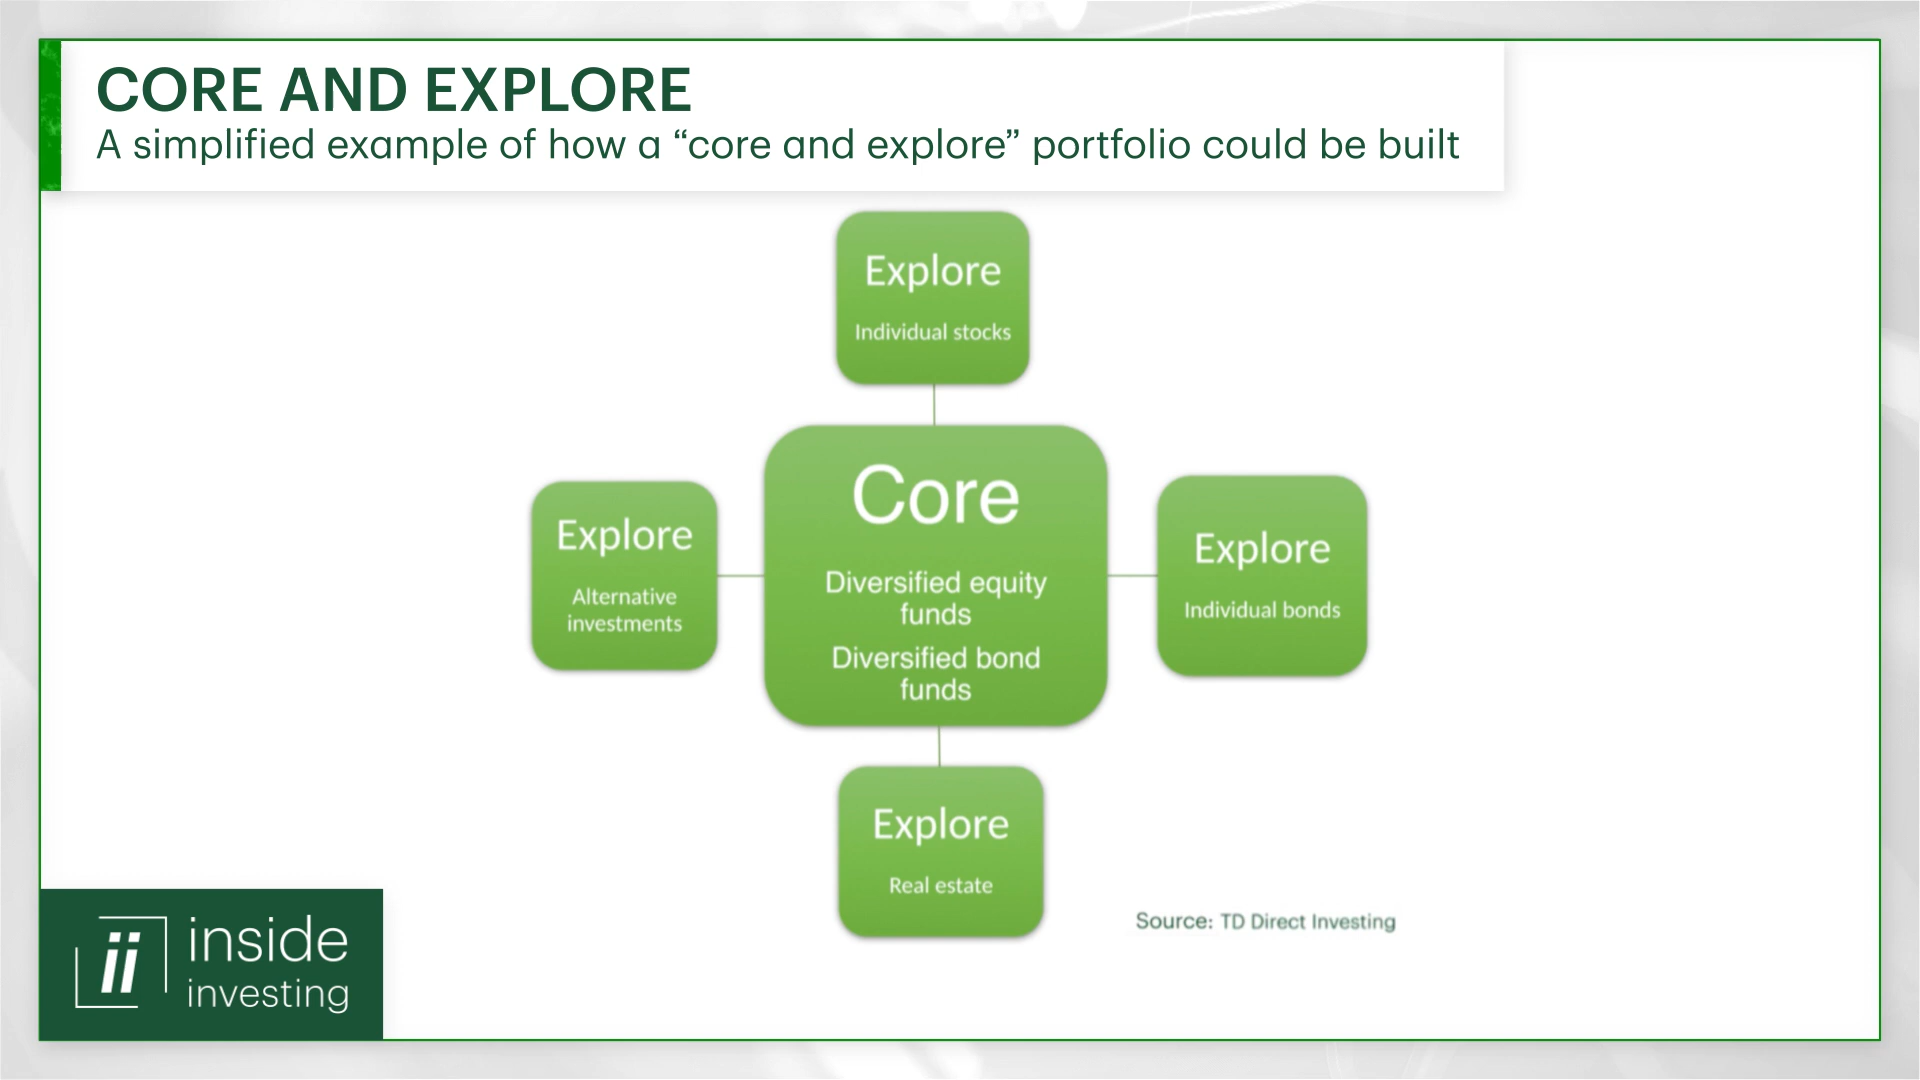 CORE AND EXPLORE
A simplified example of how a “core and explore” portfolio could be built
Explore
Individual stocks
Core
Diversified equity
funds
Diversified bond
funds
Explore
Alternative
investments
Explore
Individual bonds
Explore
Real estate
Source: TD Direct Investing
ii
inside
investing